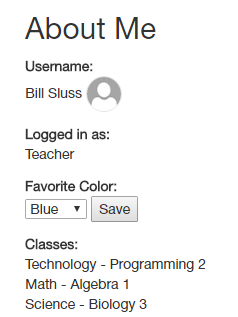 About Me
Username:
Bill Sluss
Logged in as:
Teacher
Favorite Color:
Blue Save
Classes:
Technology - Programming 2
Math - Algebra 1
Science - Biology 3